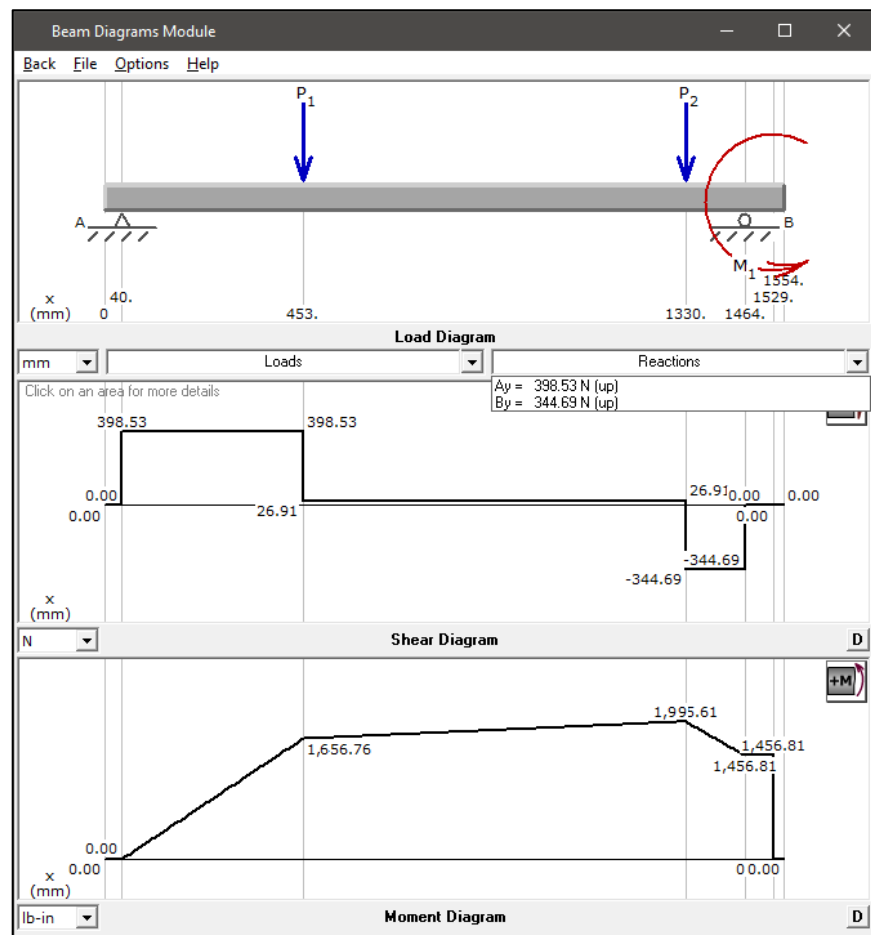 Beam Diagrams Module
Back File Options Help
P1 P2
A B
M1
x 40. 1554.
1529.
(mm) 0 453. 1330. 1464.
Load Diagram
mm Loads Reactions
Click on an area for more details
Ay = 398.53 N (up)
By = 344.69 N (up)
398.53 398.53
0.00 26.91 0.00 0.00
0.00 26.91 0.00
-344.69
-344.69
x
(mm)
N Shear Diagram D
+M
1,995.61
1,656.76 1,456.81
1,456.81
0.00
0.00 0 0.00
x
(mm)
lb-in Moment Diagram D